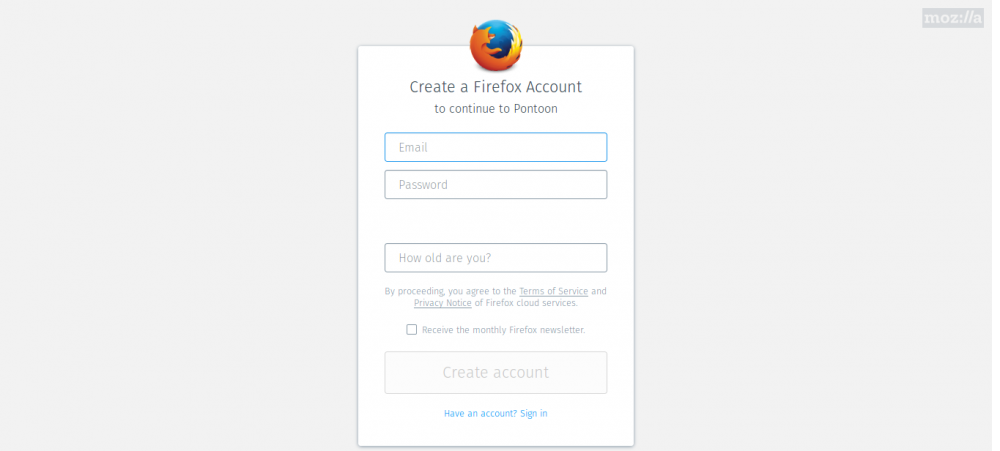 moz://a
Create a Firefox Account
to continue to Pontoon
Email
Password
How old are you?
By proceeding, you agree to the Terms of Service and
Privacy Notice of Firefox cloud services.
Receive the monthly Firefox newsletter.
Create account
Have an account? Sign in